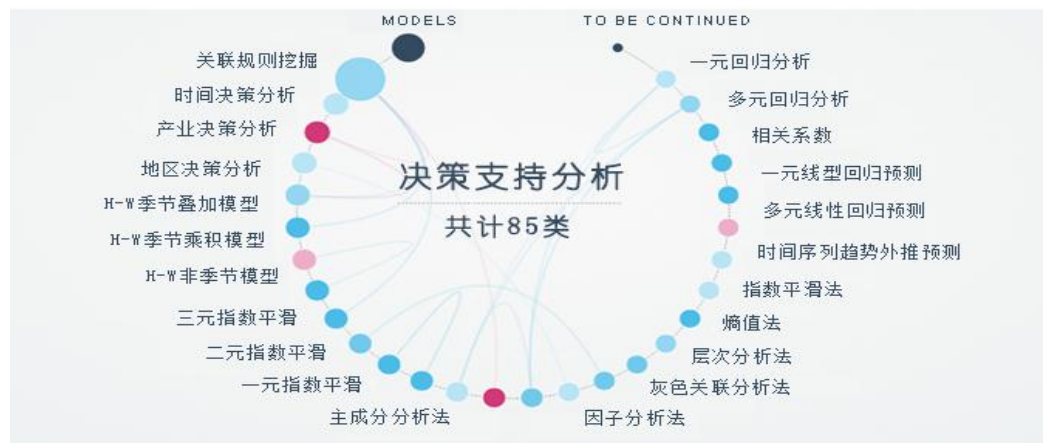 MODELS
TO BE CONTINUED
关联规则挖掘
时间决策分析
产业决策分析
地区决策分析
H-W季节叠加模型
H-W季节乘积模型
H-W非季节模型
三元指数平滑
二元指数平滑
一元指数平滑
主成分分析法
决策支持分析
共计85类
一元回归分析
多元回归分析
相关系数
一元线型回归预测
多元线性回归预测
时间序列趋势外推预测
指数平滑法
熵值法
层次分析法
灰色关联分析法
因子分析法